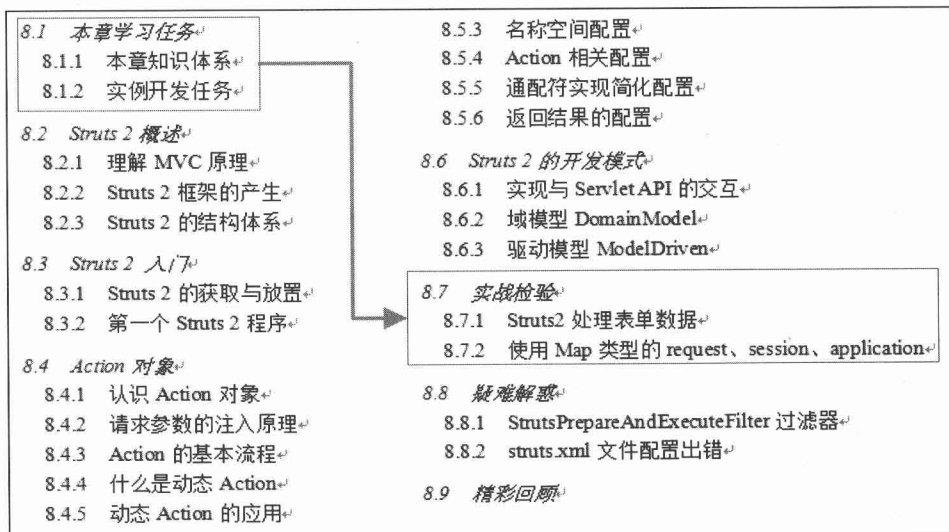 8.1 本章学习任务
8.1.1 本章知识体系
8.1.2 实例开发任务
8.2 Struts 2 概述
8.2.1 理解 MVC 原理
8.2.2 Struts 2 框架的产生
8.2.3 Struts 2 的结构体系
8.3 Struts 2 入门
8.3.1 Struts 2 的获取与放置
8.3.2 第一个 Struts 2 程序
8.4 Action 对象
8.4.1 认识 Action 对象
8.4.2 请求参数的注入原理
8.4.3 Action 的基本流程
8.4.4 什么是动态 Action
8.4.5 动态 Action 的应用
8.5.3 名称空间配置
8.5.4 Action 相关配置
8.5.5 通配符实现简化配置
8.5.6 返回结果的配置
8.6 Struts 2 的开发模式
8.6.1 实现与 Servlet API 的交互
8.6.2 域模型 DomainModel
8.6.3 驱动模型 ModelDriven
8.7 实战检验
8.7.1 Struts2 处理表单数据
8.7.2 使用 Map 类型的 request、session、application
8.8 疑难解惑
8.8.1 StrutsPrepareAndExecuteFilter 过滤器
8.8.2 struts.xml 文件配置出错
8.9 精彩回顾